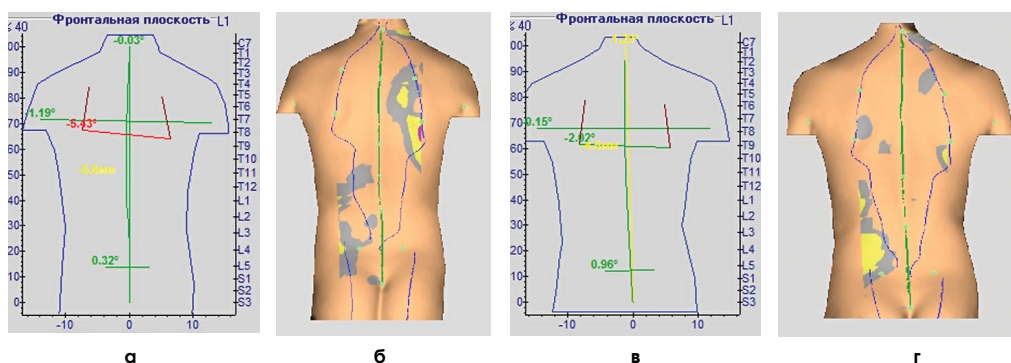 Фронтальная плоскость L1
ж 40
-0.03°
C7
00
T1
T2
90
T3
T4
80
T5
1.19°
-5.43°
T6
70
T7
T8
60
T9
T10
50
T11
T12
40
L1
30
L2
L3
20
L4
0.32°
10
L5
S1
0
S2
S3
-10
0
10
а
б
Фронтальная плоскость L1
40
C7
00
T1
T2
90
T3
T4
80
T5
T6
70
0.15°
-2.02°
T7
T8
60
T9
T10
50
T11
T12
40
L1
30
L2
L3
20
L4
0.96°
10
L5
S1
0
S2
S3
-10
0
10
в
г